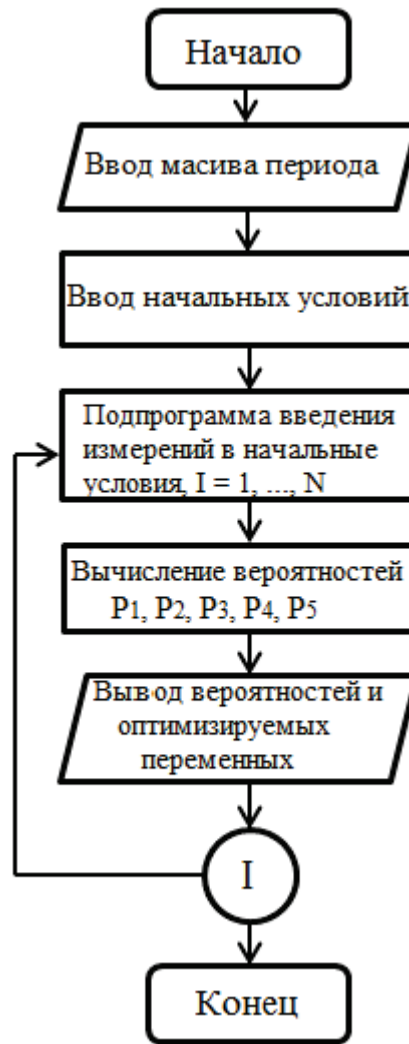 Начало
Ввод масива периода
Ввод начальных условий
Подпрограмма введения
измерений в начальные
условия, I = 1, ..., N
Вычисление вероятностей
P1, P2, P3, P4, P5
Вывод вероятностей и
оптимизируемых
переменных
I
Конец